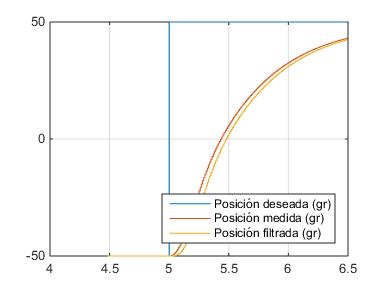 50
0
-50
Posición deseada (gr)
Posición medida (gr)
Posición filtrada (gr)
4 4.5 5 5.5 6 6.5